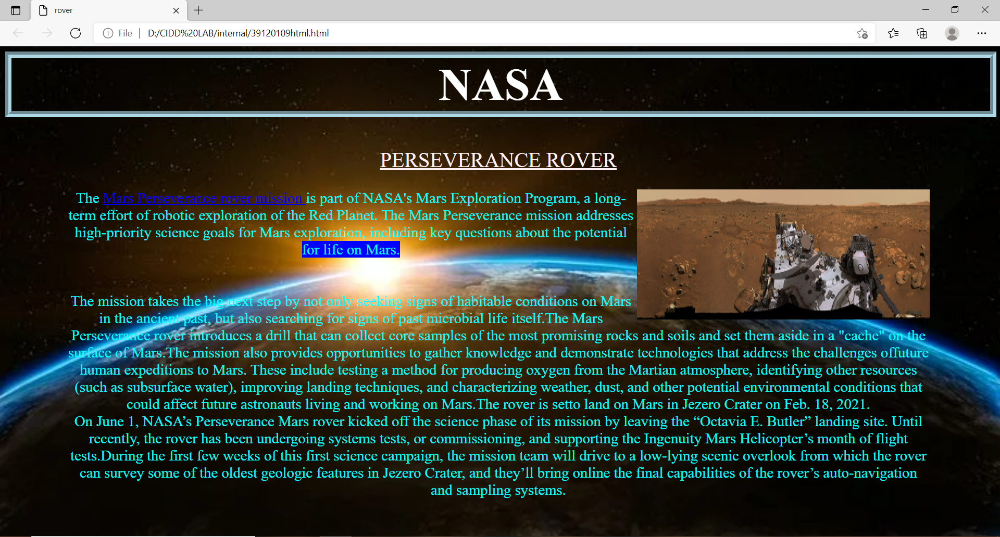 rover
File
D:/CIDD%20LAB/internal/39120109html.html
NASA
PERSEVERANCE ROVER
The Mars Perseverance rover mission is part of NASA's Mars Exploration Program, a long-
term effort of robotic exploration of the Red Planet. The Mars Perseverance mission addresses
high-priority science goals for Mars exploration, including key questions about the potential
for life on Mars.
The mission takes the big next step by not only seeking signs of habitable conditions on Mars
in the ancient past, but also searching for signs of past microbial life itself.The Mars
Perseverance rover introduces a drill that can collect core samples of the most promising rocks and soils and set them aside in a "cache" on the
surface of Mars.The mission also provides opportunities to gather knowledge and demonstrate technologies that address the challenges offuture
human expeditions to Mars. These include testing a method for producing oxygen from the Martian atmosphere, identifying other resources
(such as subsurface water), improving landing techniques, and characterizing weather, dust, and other potential environmental conditions that
could affect future astronauts living and working on Mars.The rover is setto land on Mars in Jezero Crater on Feb. 18, 2021.
On June 1, NASA’s Perseverance Mars rover kicked off the science phase of its mission by leaving the “Octavia E. Butler” landing site. Until
recently, the rover has been undergoing systems tests, or commissioning, and supporting the Ingenuity Mars Helicopter’s month of flight
tests.During the first few weeks of this first science campaign, the mission team will drive to a low-lying scenic overlook from which the rover
can survey some of the oldest geologic features in Jezero Crater, and they’ll bring online the final capabilities of the rover’s auto-navigation
and sampling systems.